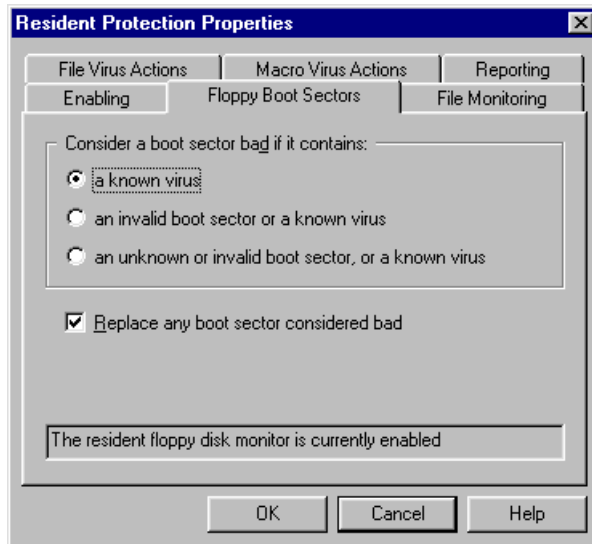 Resident Protection Properties
File Virus Actions Macro Virus Actions Reporting
Enabling Floppy Boot Sectors File Monitoring
Consider a boot sector bad if it contains:
a known virus
an invalid boot sector or a known virus
an unknown or invalid boot sector, or a known virus
Replace any boot sector considered bad
The resident floppy disk monitor is currently enabled
OK Cancel Help